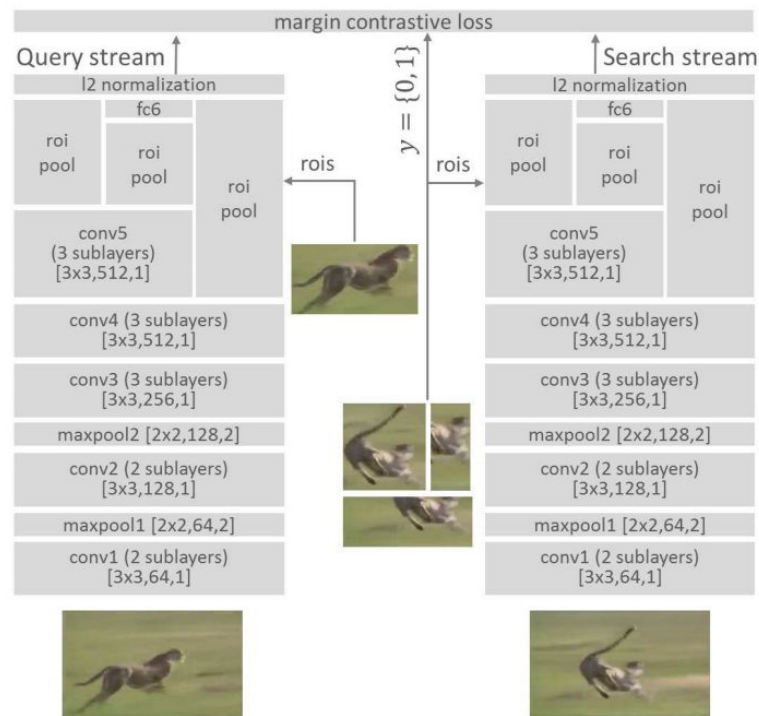 margin contrastive loss
Query stream
Search stream
y = {0, 1}
l2 normalization
fc6
roi
pool
roi
pool
roi
pool
conv5
(3 sublayers)
[3x3,512,1]
conv4 (3 sublayers)
[3x3,512,1]
conv3 (3 sublayers)
[3x3,256,1]
maxpool2 [2x2,128,2]
conv2 (2 sublayers)
[3x3,128,1]
maxpool1 [2x2,64,2]
conv1 (2 sublayers)
[3x3,64,1]
rois
rois
l2 normalization
fc6
roi
pool
roi
pool
roi
pool
conv5
(3 sublayers)
[3x3,512,1]
conv4 (3 sublayers)
[3x3,512,1]
conv3 (3 sublayers)
[3x3,256,1]
maxpool2 [2x2,128,2]
conv2 (2 sublayers)
[3x3,128,1]
maxpool1 [2x2,64,2]
conv1 (2 sublayers)
[3x3,64,1]